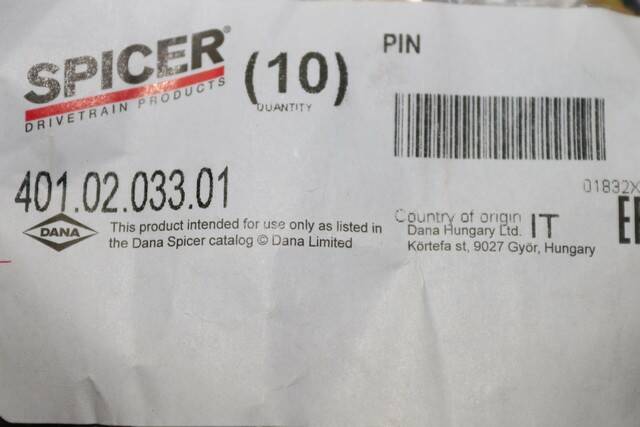 SPICER®
DRIVETRAIN PRODUCTS
(10)
QUANTITY
PIN
401.02.033.01
01832X
DANA
This product intended for use only as listed in
the Dana Spicer catalog © Dana Limited
Country of origin IT
Dana Hungary Ltd.
Körtefa st, 9027 Györ, Hungary